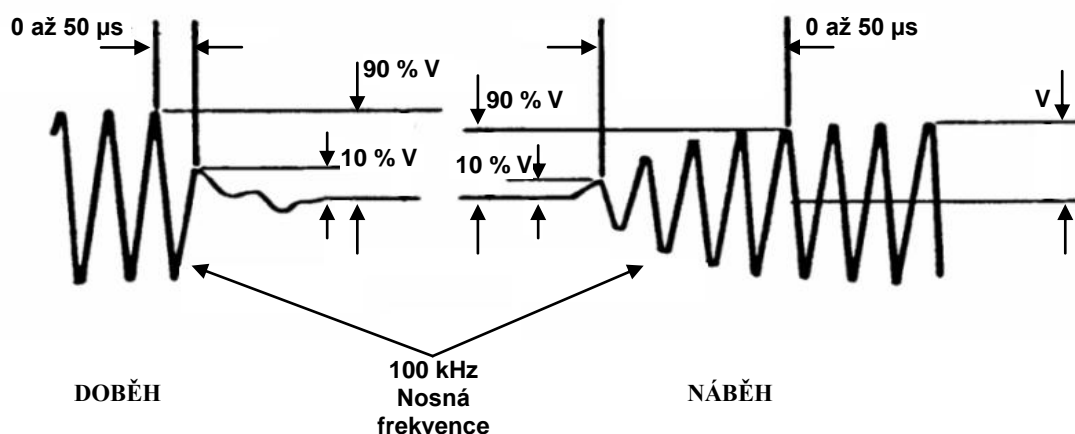 0 až 50 µs
0 až 50 µs
90 % V
90 % V
V
10 % V
10 % V
100 kHz
Nosná
frekvence
DOBĚH
NÁBĚH